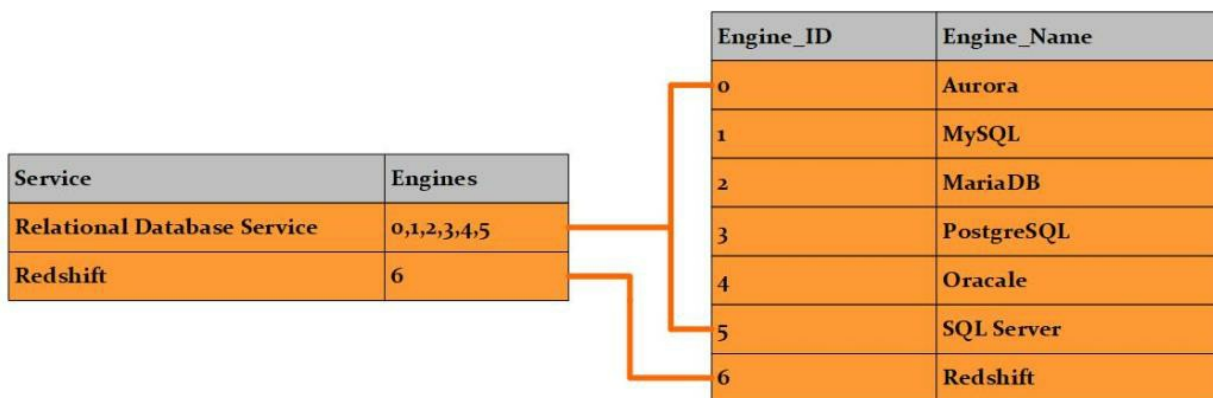 Service Engines
Relational Database Service 0,1,2,3,4,5
Redshift 6
Engine_ID Engine_Name
0 Aurora
1 MySQL
2 MariaDB
3 PostgreSQL
4 Oracale
5 SQL Server
6 Redshift